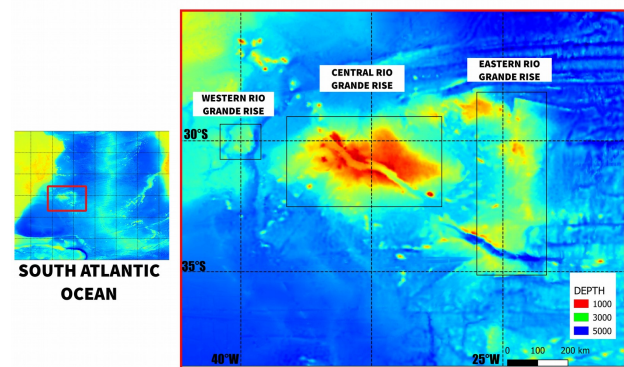 WESTERN RIO
GRANDE RISE
CENTRAL RIO
GRANDE RISE
EASTERN RIO
GRANDE RISE
30°S
35°S
40°W
25°W
SOUTH ATLANTIC
OCEAN
DEPTH
1000
3000
5000
0 100 200 km